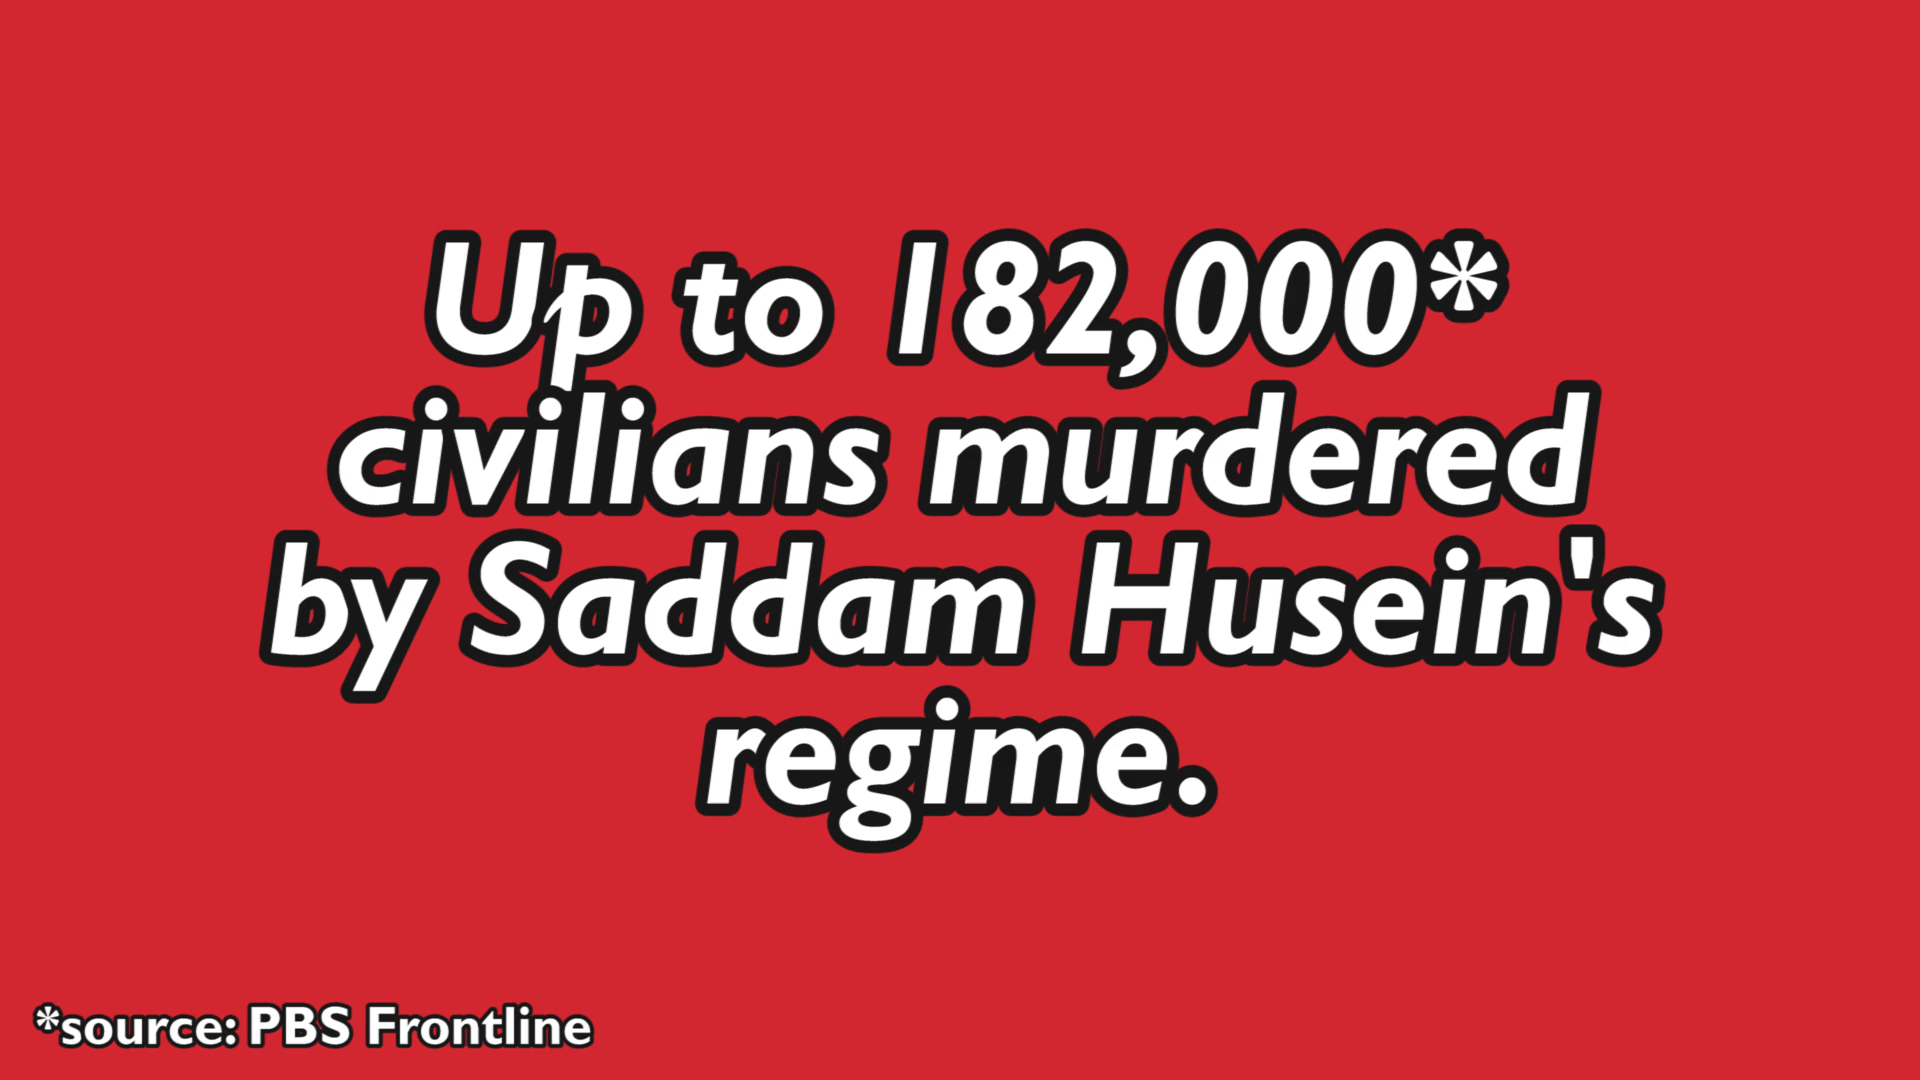 Up to 182,000*
civilians murdered
by Saddam Husein's
regime.
*source: PBS Frontline